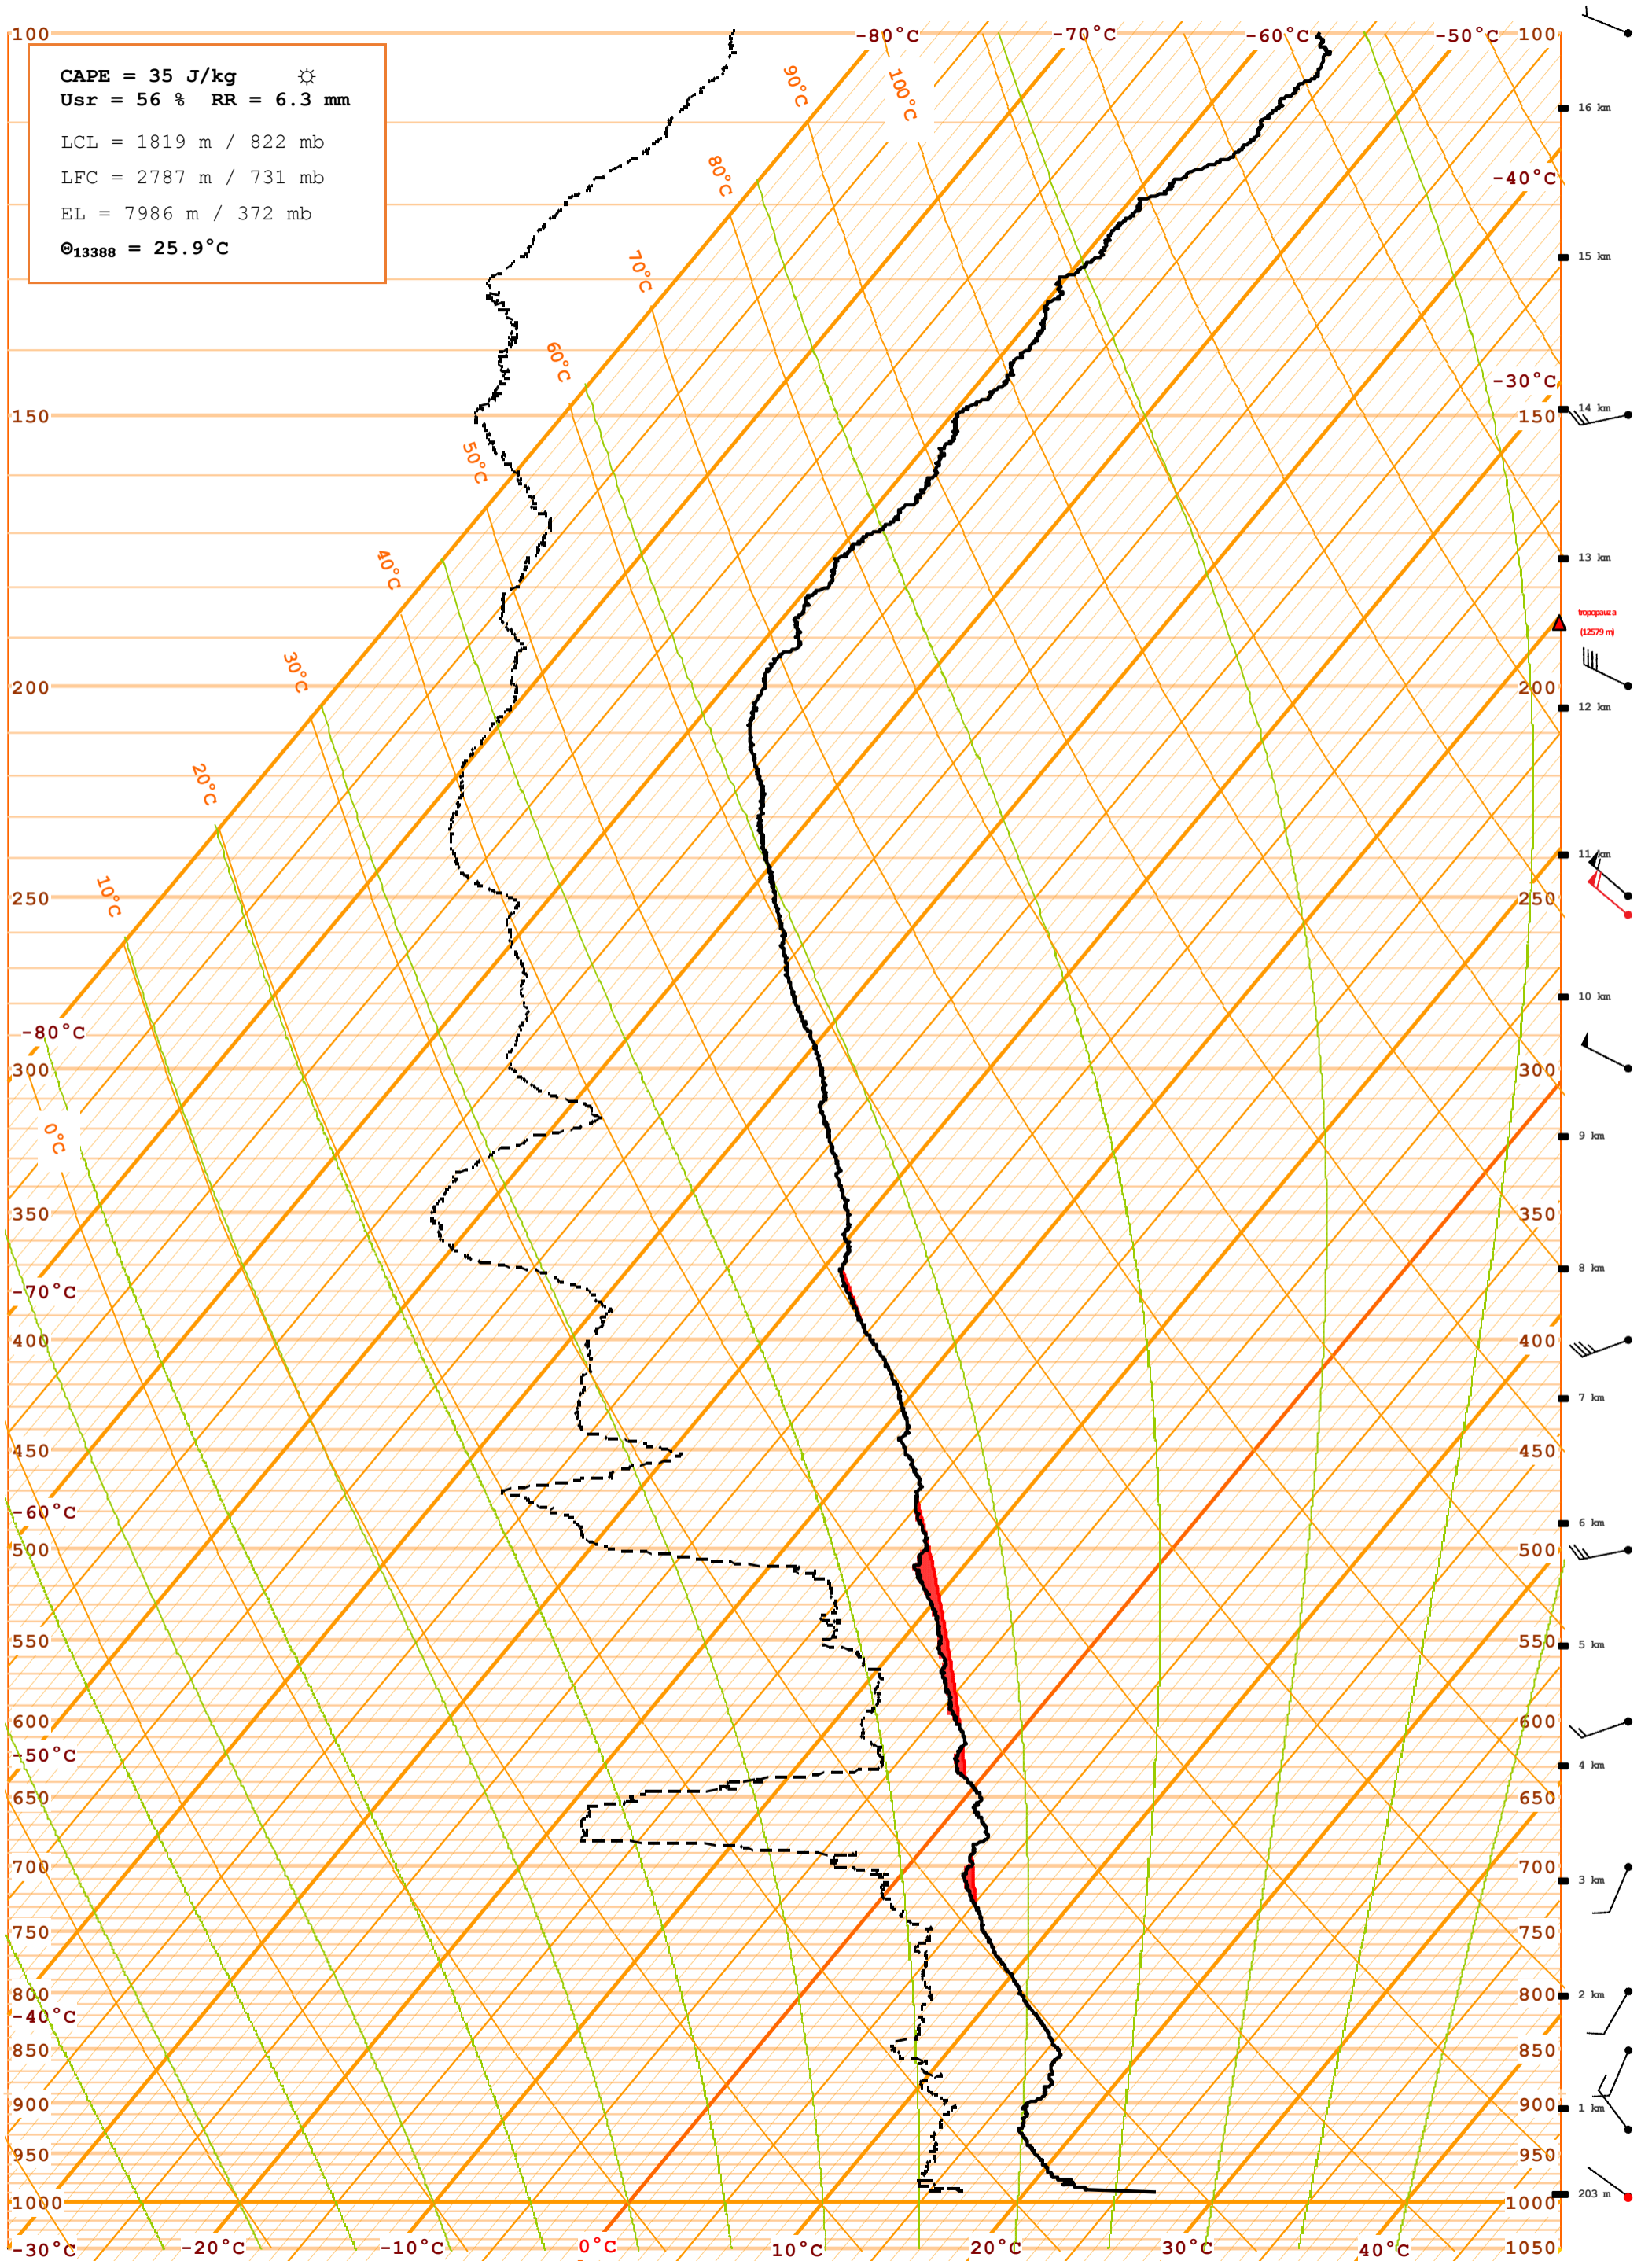 100 -80°C -70°C -60°C -50°C 100
CAPE = 35 J/kg ☼
Usr = 56 % RR = 6.3 mm
LCL = 1819 m / 822 mb
LFC = 2787 m / 731 mb
EL = 7986 m / 372 mb
Θ13388 = 25.9°C
90°C
100°C
16 km
80°C
-40°C
70°C
15 km
60°C
-30°C
150 150 14 km
50°C
40°C
13 km
tropopauza
(12579 m)
30°C
200 200
12 km
20°C
11 km
10°C
250 250
10 km
-80°C
300 300
0°C
9 km
350 350
8 km
-70°C
400 400
7 km
450 450
-60°C
6 km
500 500
550 550 5 km
600 600
-50°C
4 km
650 650
700 700
3 km
750 750
800 800 2 km
-40°C
850 850
900 900 1 km
950 950
203 m
1000 1000
-30°C -20°C -10°C 0°C 10°C 20°C 30°C 40°C 1050